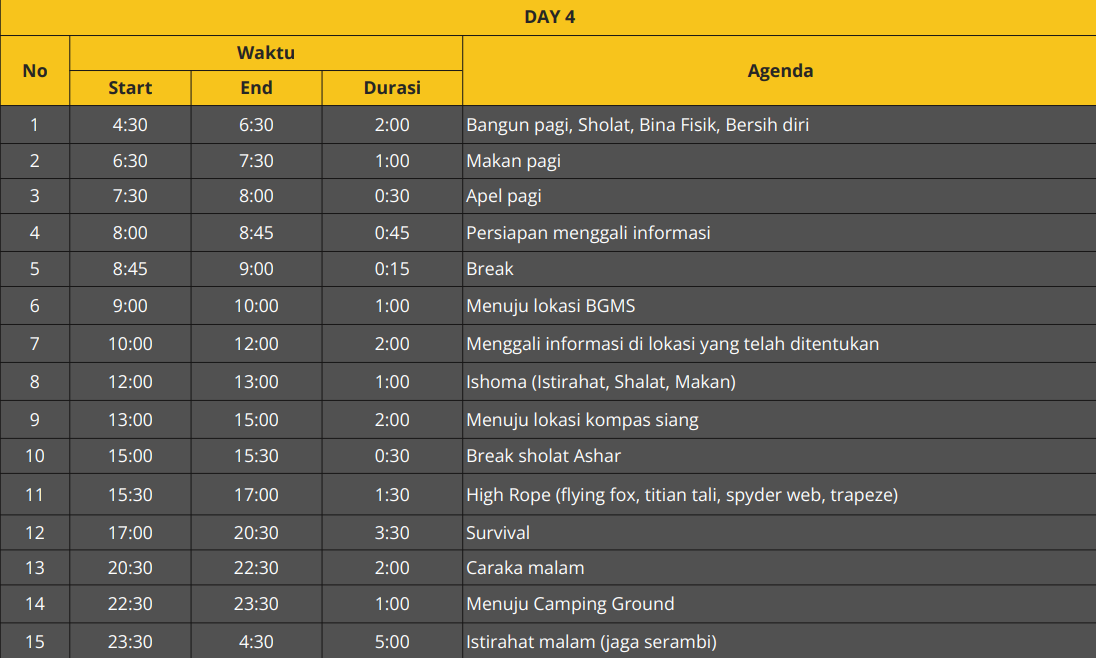 DAY 4
No Waktu Agenda
Start End Durasi
1 4:30 6:30 2:00 Bangun pagi, Sholat, Bina Fisik, Bersih diri
2 6:30 7:30 1:00 Makan pagi
3 7:30 8:00 0:30 Apel pagi
4 8:00 8:45 0:45 Persiapan menggali informasi
5 8:45 9:00 0:15 Break
6 9:00 10:00 1:00 Menuju lokasi BGMS
7 10:00 12:00 2:00 Menggali informasi di lokasi yang telah ditentukan
8 12:00 13:00 1:00 Ishoma (Istirahat, Shalat, Makan)
9 13:00 15:00 2:00 Menuju lokasi kompas siang
10 15:00 15:30 0:30 Break sholat Ashar
11 15:30 17:00 1:30 High Rope (flying fox, titian tali, spyder web, trapeze)
12 17:00 20:30 3:30 Survival
13 20:30 22:30 2:00 Caraka malam
14 22:30 23:30 1:00 Menuju Camping Ground
15 23:30 4:30 5:00 Istirahat malam (jaga serambi)